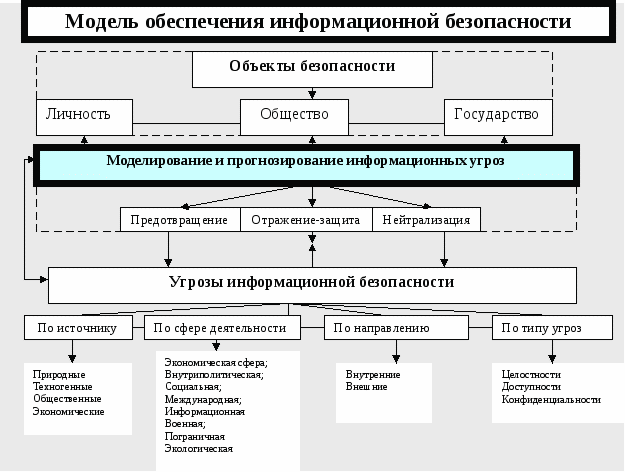 Модель обеспечения информационной безопасности
Объекты безопасности
Личность
Общество
Государство
Моделирование и прогнозирование информационных угроз
Предотвращение
Отражение-защита
Нейтрализация
Угрозы информационной безопасности
По источнику
По сфере деятельности
По направлению
По типу угроз
Природные
Техногенные
Общественные
Экономические
Экономическая сфера;
Внутриполитическая;
Социальная;
Международная;
Информационная
Военная;
Пограничная
Экологическая
Внутренние
Внешние
Целостности
Доступности
Конфиденциальности